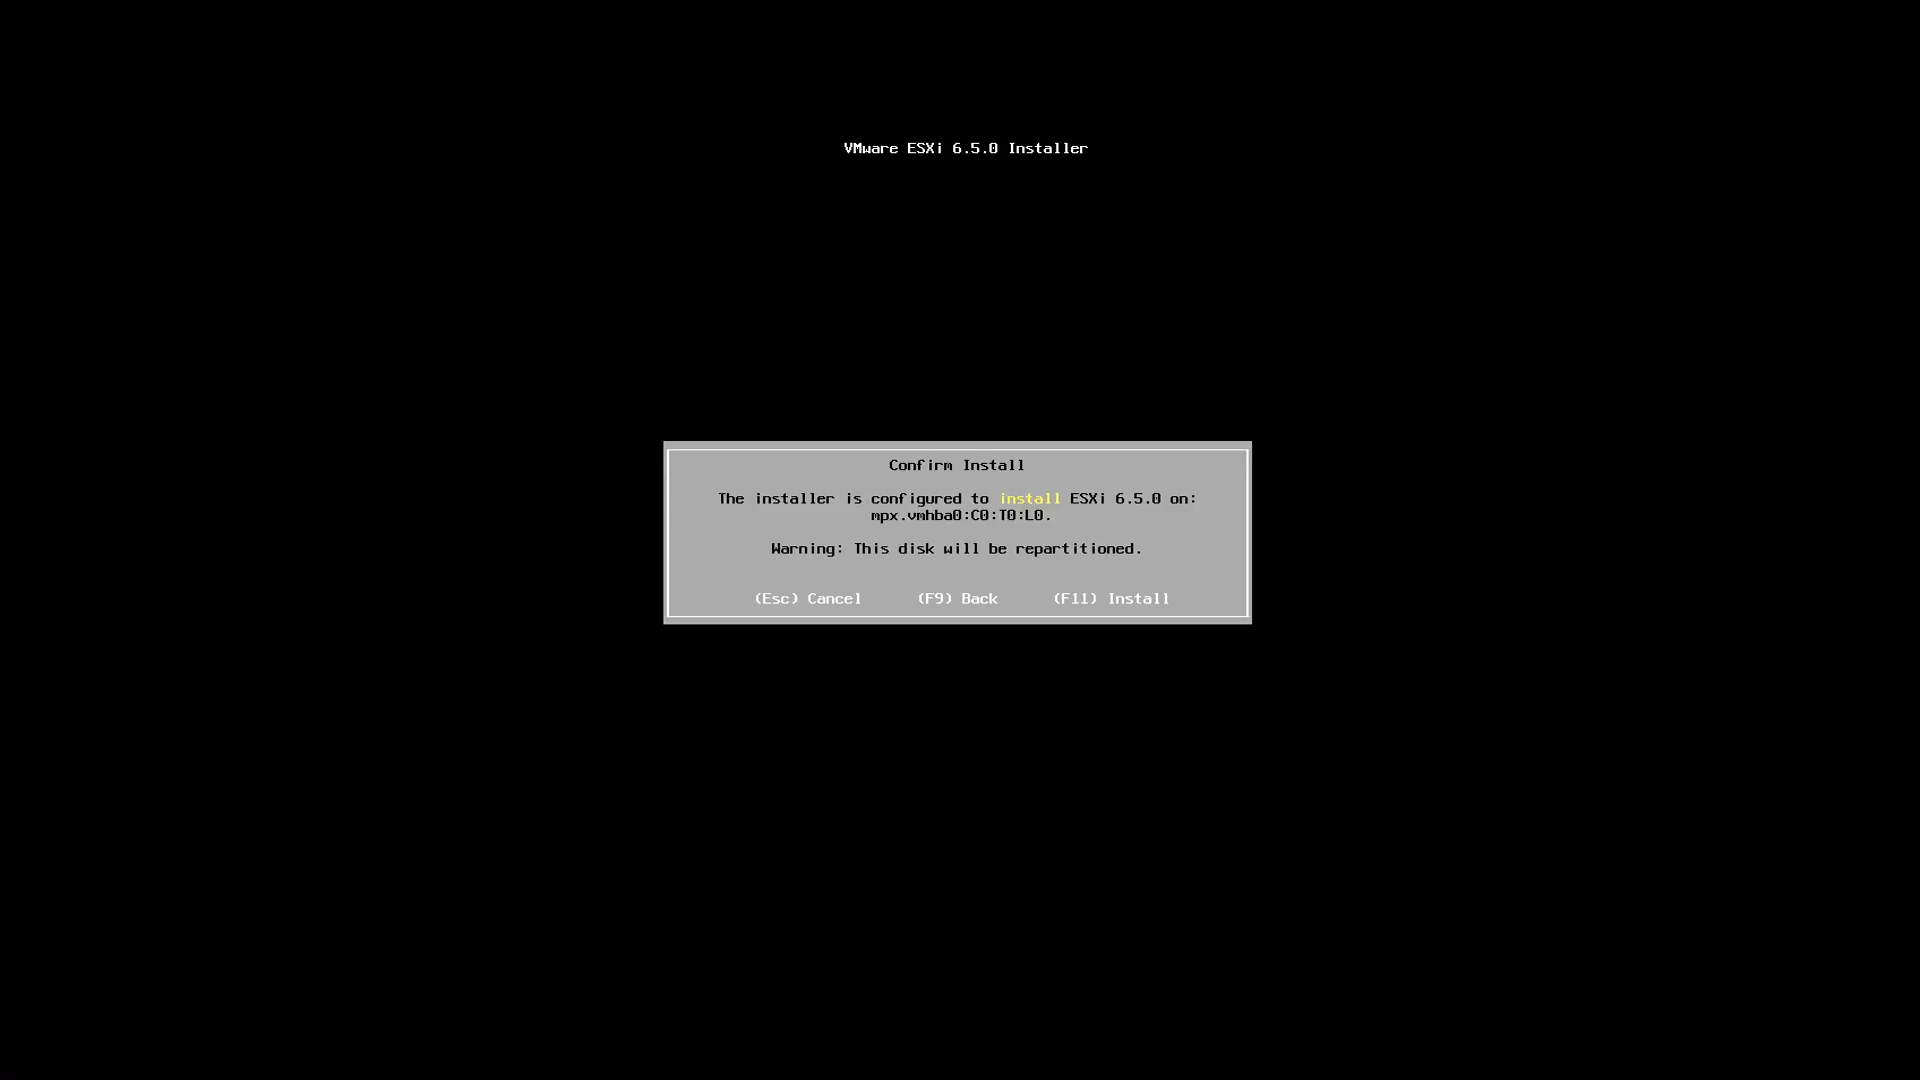 VMware ESXi 6.5.0 Installer
Confirm Install
The installer is configured to install ESXi 6.5.0 on:
mpx.vmhba0:C0:T0:L0.
Warning: This disk will be repartitioned.
(Esc) Cancel (F9) Back (F11) Install